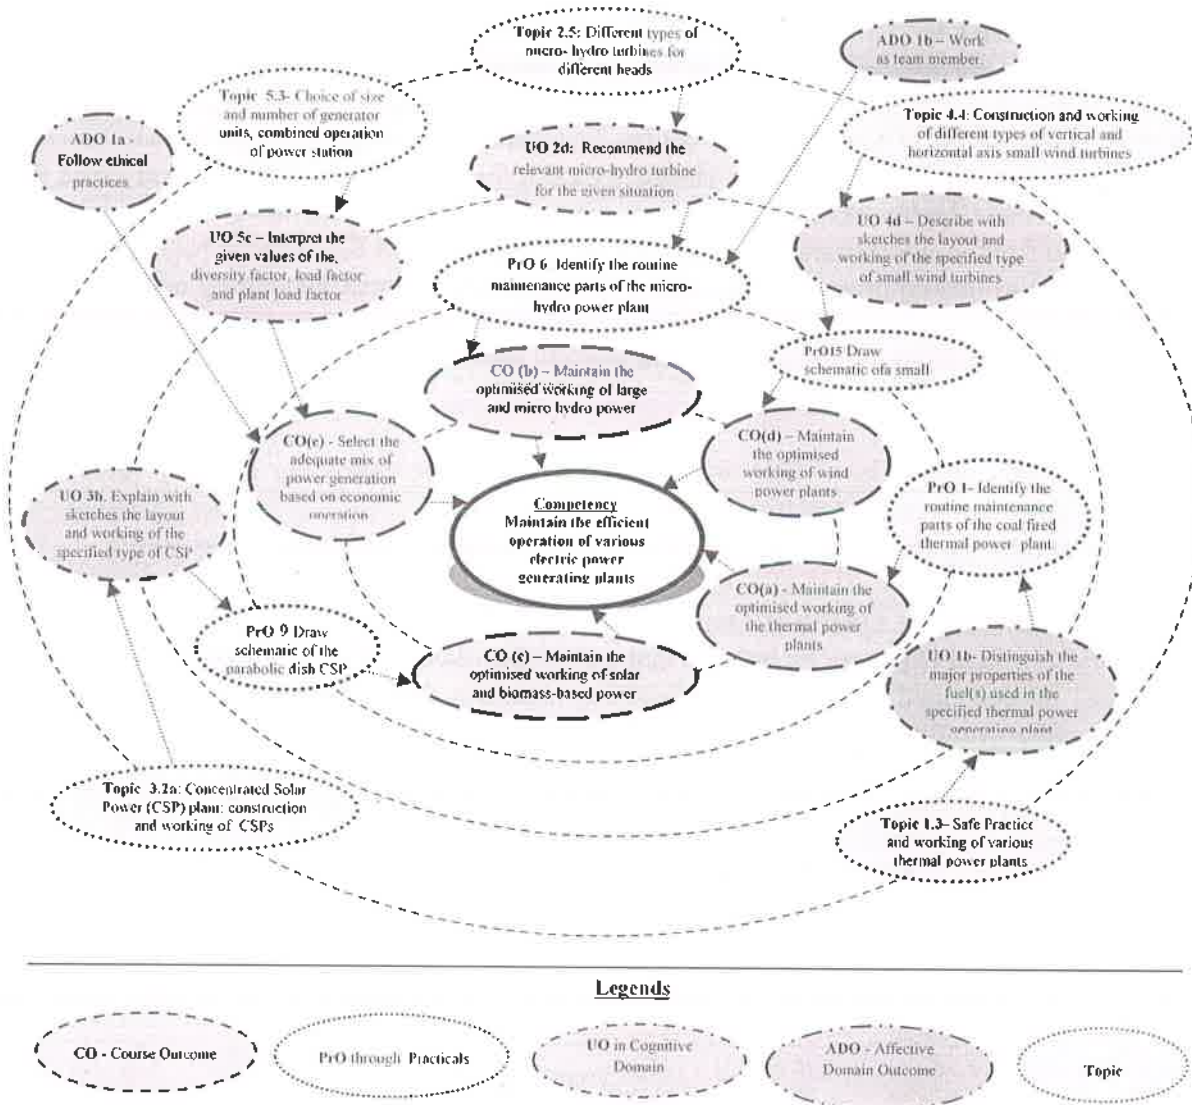 Topic 2.5: Different types of
micro- hydro turbines for
different heads
ADO 1b – Work
as team member.
Topic 5.3- Choice of size
and number of generator
units, combined operation
of power station
ADO 1a -
Follow ethical
practices.
Topic 4.4: Construction and working
of different types of vertical and
horizontal axis small wind turbines
UO 2d: Recommend the
relevant micro-hydro turbine
for the given situation
UO 5c – Interpret the
given values of the,
diversity factor, load factor
and plant load factor
UO 4d – Describe with
sketches the layout and
working of the specified type
of small wind turbines
PrO 6 Identify the routine
maintenance parts of the micro-
hydro power plant
PrO15 Draw
schematic ofa small
CO (b) – Maintain the
optimised working of large
and micro hydro power
CO(e) - Select the
adequate mix of
power generation
based on economic
operation
CO(d) – Maintain
the optimised
working of wind
power plants
UO 3h. Explain with
sketches the layout
and working of the
specified type of CSP
Competency
Maintain the efficient
operation of various
electric power
generating plants
PrO 1- Identify the
routine maintenance
parts of the coal fired
thermal power plant.
CO(a) - Maintain the
optimised working of
the thermal power
plants
PrO 9 Draw
schematic of the
parabolic dish CSP
CO (c) – Maintain the
optimised working of solar
and biomass-based power
UO 1b- Distinguish the
major properties of the
fuel(s) used in the
specified thermal power
generating plant
Topic 3.2a: Concentrated Solar
Power (CSP) plant: construction
and working of CSPs
Topic 1.3– Safe Practice
and working of various
thermal power plants
Legends
CO - Course Outcome
PrO through Practicals
UO in Cognitive
Domain
ADO - Affective
Domain Outcome
Topic